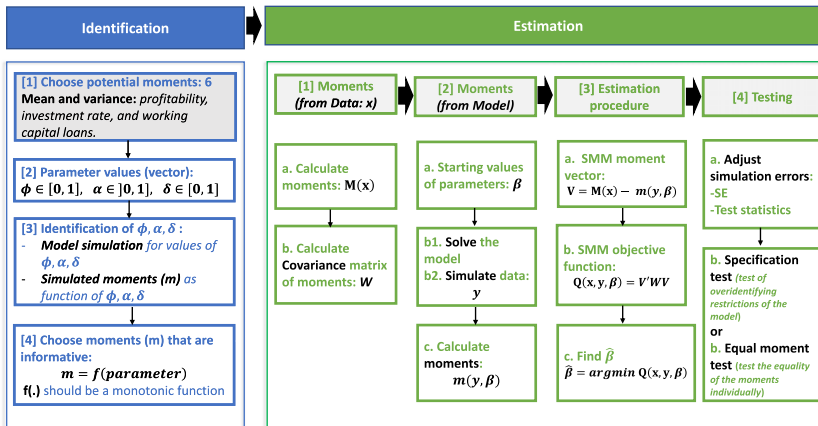 Identification
Estimation
[1] Choose potential moments: 6
Mean and variance: profitability,
investment rate, and working
capital loans.
[2] Parameter values (vector):
ϕ ∈ [0, 1], α ∈ ]0, 1], δ ∈ [0, 1]
[3] Identification of ϕ, α, δ :
- Model simulation for values of
ϕ, α, δ
- Simulated moments (m) as
function of ϕ, α, δ
[4] Choose moments (m) that are
informative:
m = f(parameter)
f(.) should be a monotonic function
[1] Moments
(from Data: x)
a. Calculate
moments: M(x)
b. Calculate
Covariance matrix
of moments: W
[2] Moments
(from Model)
a. Starting values
of parameters: β
b1. Solve the
model
b2. Simulate data:
y
c. Calculate
moments:
m(y, β)
[3] Estimation
procedure
a. SMM moment
vector:
V = M(x) − m(y, β)
b. SMM objective
function:
Q(x, y, β) = V′WV
c. Find β̂
β̂ = argmin Q(x, y, β)
[4] Testing
a. Adjust
simulation errors:
-SE
-Test statistics
b. Specification
test (test of
overidentifying
restrictions of the
model)
or
b. Equal moment
test (test the equality
of the moments
individually)